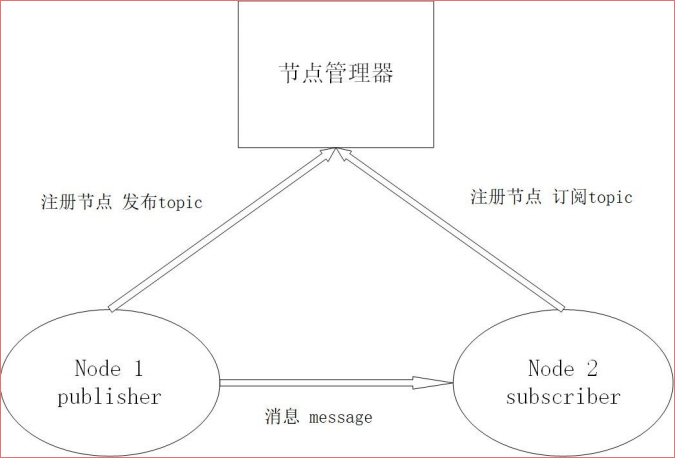 节点管理器
注册节点 发布topic
注册节点 订阅topic
Node 1
publisher
Node 2
subscriber
消息 message